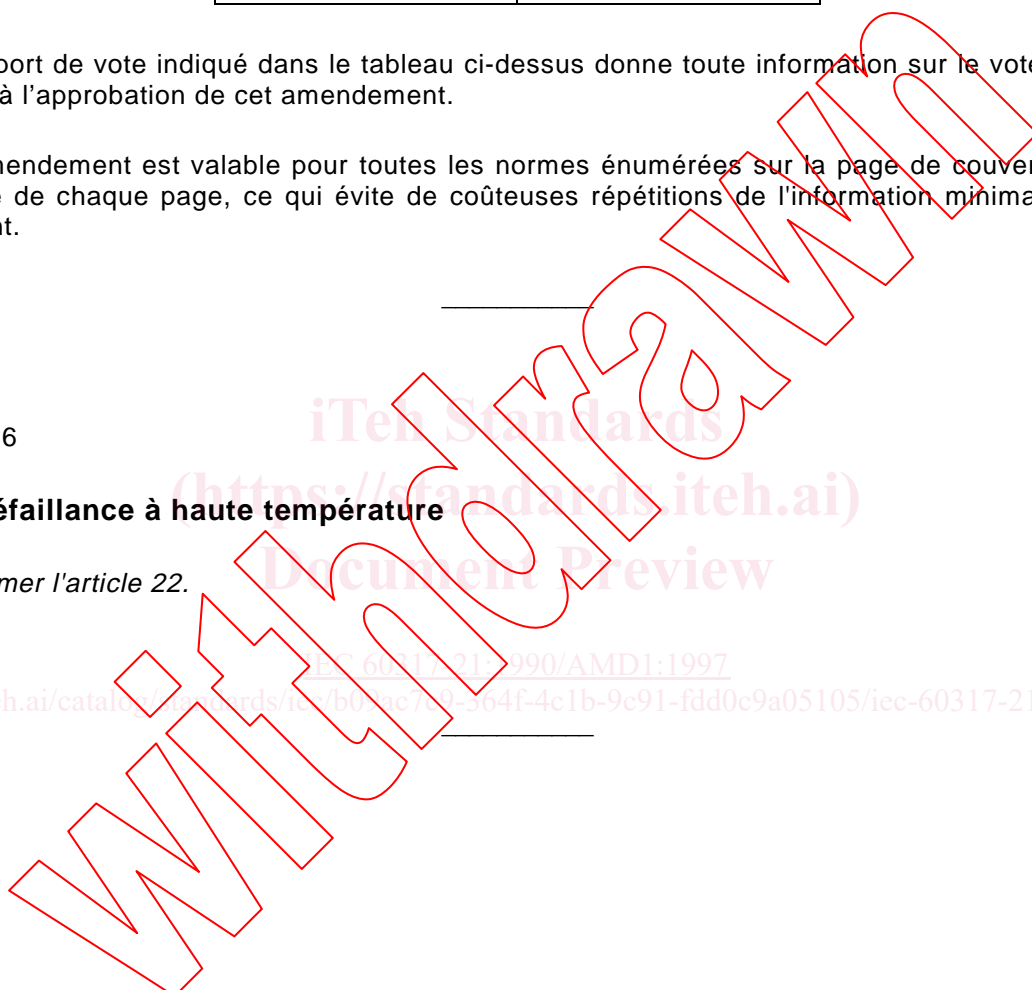 port de vote indiqué dans le tableau ci-dessus donne toute information sur le vote
à l'approbation de cet amendement.
mendement est valable pour toutes les normes énumérées sur la page de couver
e de chaque page, ce qui évite de coûteuses répétitions de l'information minima
nt.
iTeh Standards
6
(https://standards.iteh.ai)
éfaillance à haute température
Document Preview
mer l'article 22.
IEC 60317-21:1990/AMD1:1997
eh.ai/catalog/standards/iec/b09ac7c9-364f-4c1b-9c91-fdd0c9a05105/iec-60317-21
withdrawn